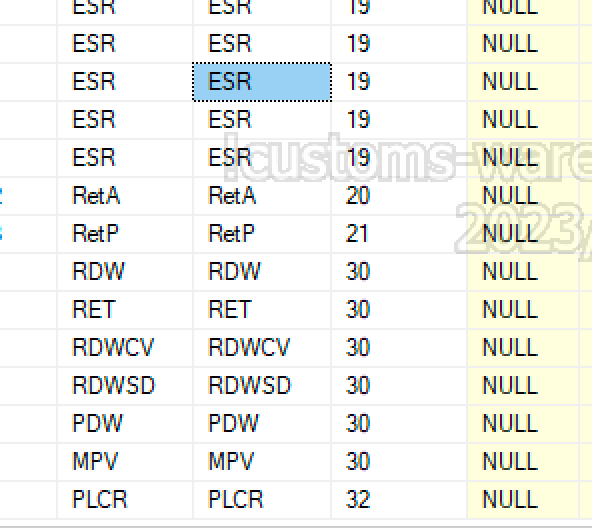 ESR ESR 19 NULL
ESR ESR 19 NULL
ESR ESR 19 NULL
ESR ESR 19 NULL
ESR ESR 19 NULL
!customs-ware
RetA RetA 20 NULL
RetP RetP 21 NULL
2023/
RDW RDW 30 NULL
RET RET 30 NULL
RDWCV RDWCV 30 NULL
RDWSD RDWSD 30 NULL
PDW PDW 30 NULL
MPV MPV 30 NULL
PLCR PLCR 32 NULL